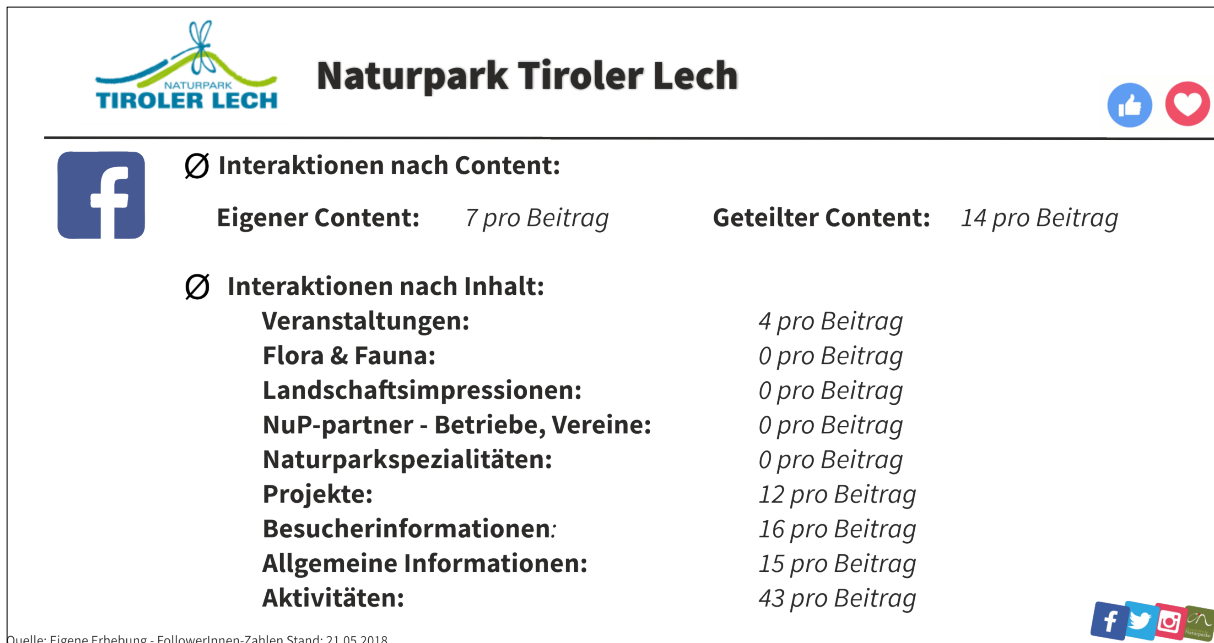 NATURPARK
TIROLER LECH
Naturpark Tiroler Lech
Ø Interaktionen nach Content:
Eigener Content: 7 pro Beitrag Geteilter Content: 14 pro Beitrag
Ø Interaktionen nach Inhalt:
Veranstaltungen: 4 pro Beitrag
Flora & Fauna: 0 pro Beitrag
Landschaftsimpressionen: 0 pro Beitrag
NuP-partner - Betriebe, Vereine: 0 pro Beitrag
Naturparkspezialitäten: 0 pro Beitrag
Projekte: 12 pro Beitrag
Besucherinformationen: 16 pro Beitrag
Allgemeine Informationen: 15 pro Beitrag
Aktivitäten: 43 pro Beitrag
Quelle: Eigene Erhebung - FollowerInnen-Zahlen Stand: 21.05.2018